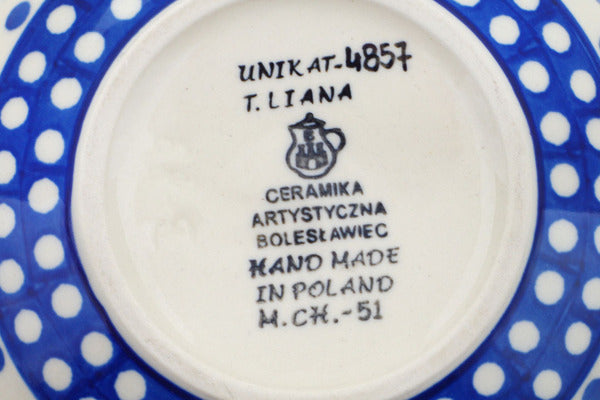 UNIKAT-4857
T. LIANA
CERAMIKA
ARTYSTYCZNA
BOLESŁAWIEC
HAND MADE
IN POLAND
M.CH.-51